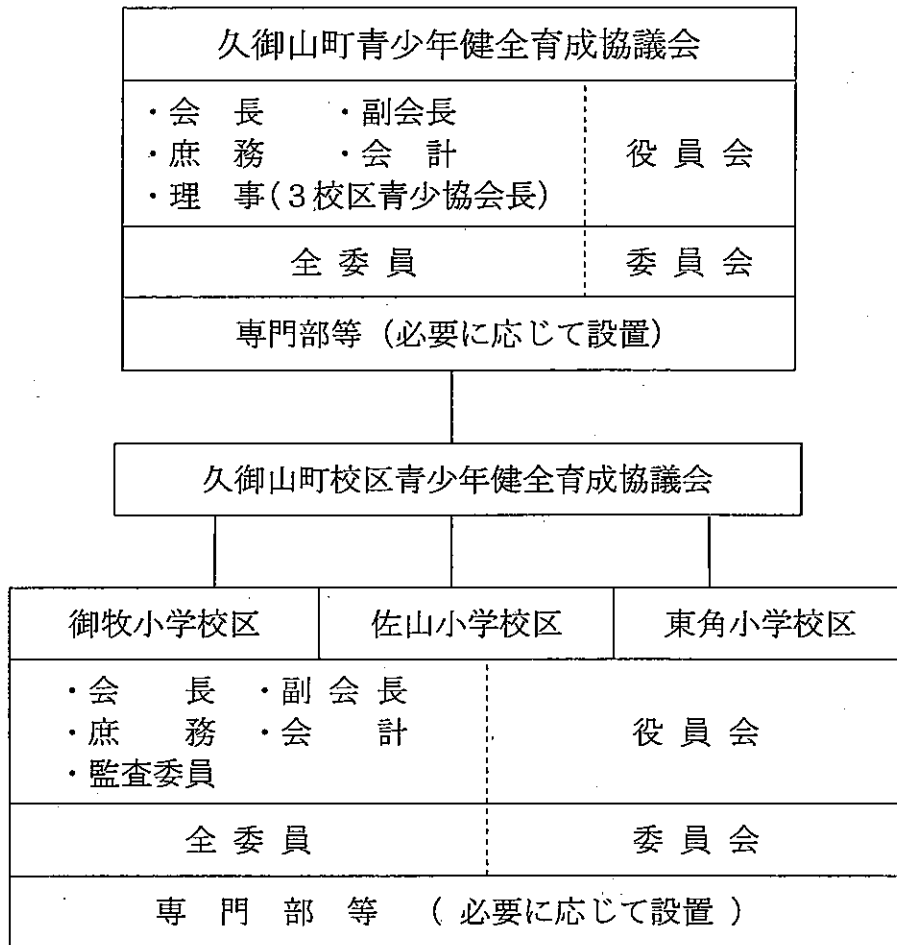 久御山町青少年健全育成協議会
・会　長　・副会長
・庶　務　・会　計
・理　事(3校区青少協会長)
役員会
全委員　委員会
専門部等（必要に応じて設置）
久御山町校区青少年健全育成協議会
御牧小学校区　佐山小学校区　東角小学校区
・会　長　・副会長
・庶　務　・会　計
・監査委員
役員会
全委員　委員会
専門部等（必要に応じて設置）